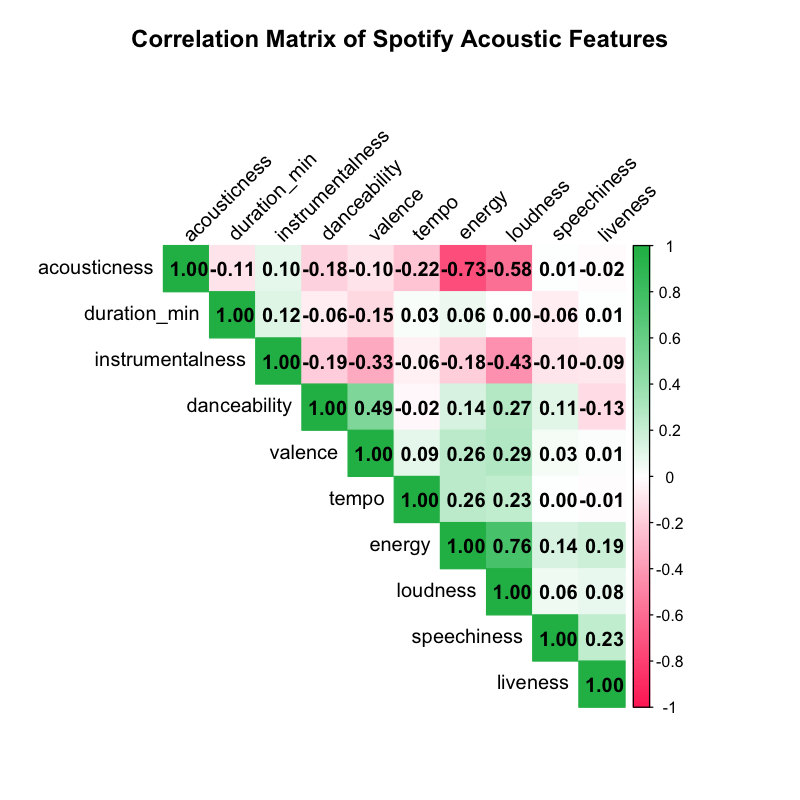 Correlation Matrix of Spotify Acoustic Features
acousticness
duration_min
instrumentalness
danceability
valence
tempo
energy
loudness
speechiness
liveness
acousticness 1.00 -0.11 0.10 -0.18 -0.10 -0.22 -0.73 -0.58 0.01 -0.02
duration_min 1.00 0.12 -0.06 -0.15 0.03 0.06 0.00 -0.06 0.01
instrumentalness 1.00 -0.19 -0.33 -0.06 -0.18 -0.43 -0.10 -0.09
danceability 1.00 0.49 -0.02 0.14 0.27 0.11 -0.13
valence 1.00 0.09 0.26 0.29 0.03 0.01
tempo 1.00 0.26 0.23 0.00 -0.01
energy 1.00 0.76 0.14 0.19
loudness 1.00 0.06 0.08
speechiness 1.00 0.23
liveness 1.00
1
0.8
0.6
0.4
0.2
0
-0.2
-0.4
-0.6
-0.8
-1